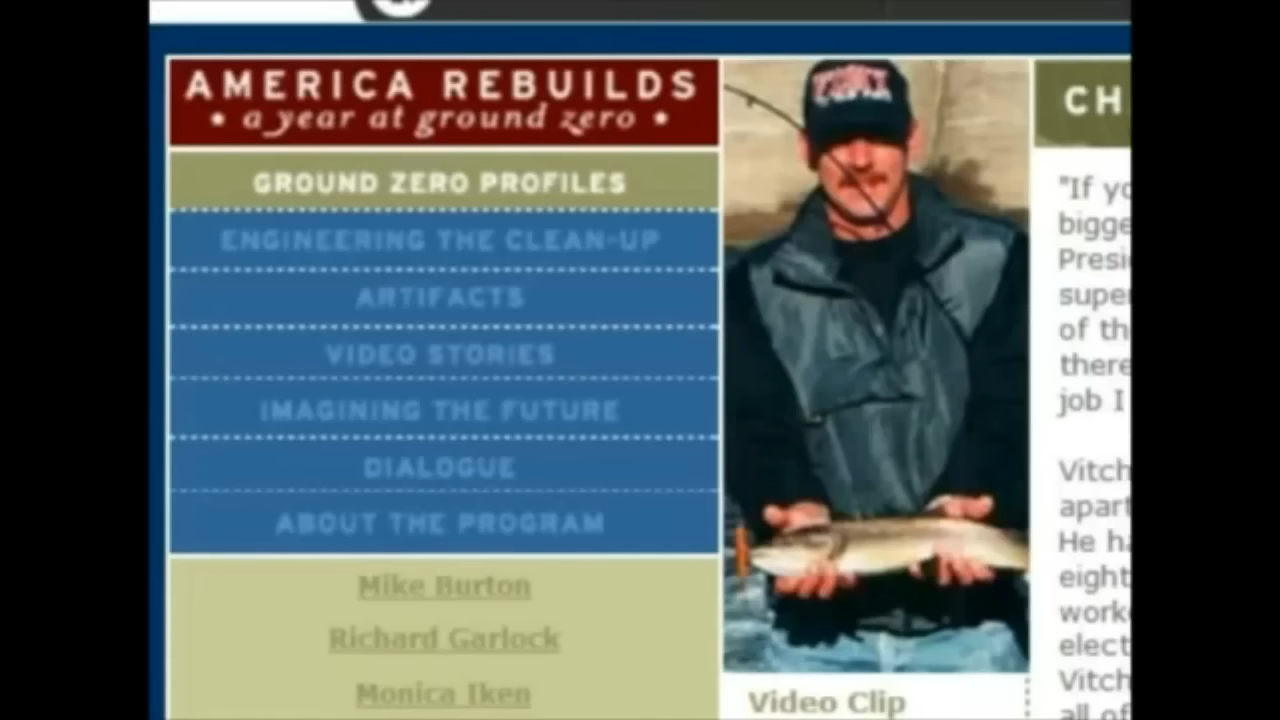 AMERICA REBUILDS
• a year at ground zero •
GROUND ZERO PROFILES
ENGINEERING THE CLEAN-UP
ARTIFACTS
VIDEO STORIES
IMAGINING THE FUTURE
DIALOGUE
ABOUT THE PROGRAM
Mike Burton
Richard Garlock
Monica Iken
Video Clip
CH
"If yo
bigge
Presi
super
of th
there
job I
Vitch
apart
He ha
eight
work
elect
Vitch
all of